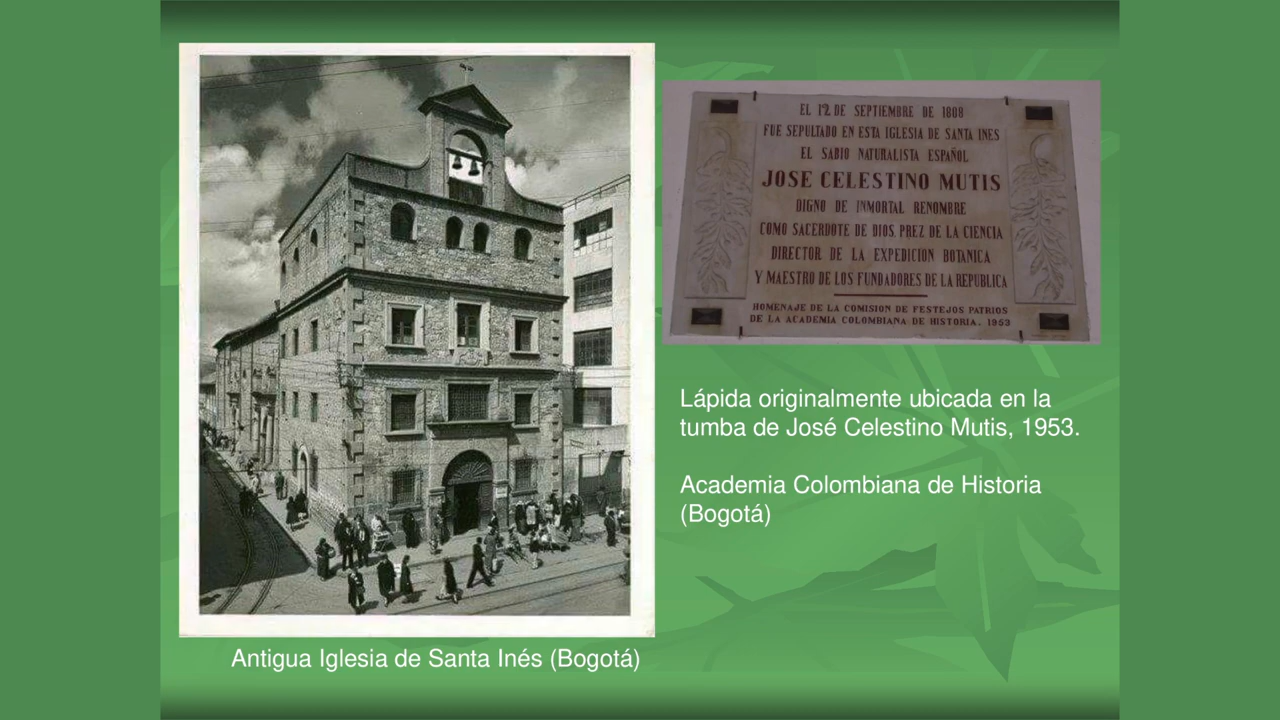 EL 12 DE SEPTIEMBRE DE 1808
FUE SEPULTADO EN ESTA IGLESIA DE SANTA INES
EL SABIO NATURALISTA ESPAÑOL
JOSE CELESTINO MUTIS
DIGNO DE INMORTAL RENOMBRE
COMO SACERDOTE DE DIOS, PREZ DE LA CIENCIA
DIRECTOR DE LA EXPEDICION BOTANICA
Y MAESTRO DE LOS FUNDADORES DE LA REPUBLICA
HOMENAJE DE LA COMISION DE FESTEJOS PATRIOS
DE LA ACADEMIA COLOMBIANA DE HISTORIA. 1953
Lápida originalmente ubicada en la
tumba de José Celestino Mutis, 1953.
Academia Colombiana de Historia
(Bogotá)
Antigua Iglesia de Santa Inés (Bogotá)